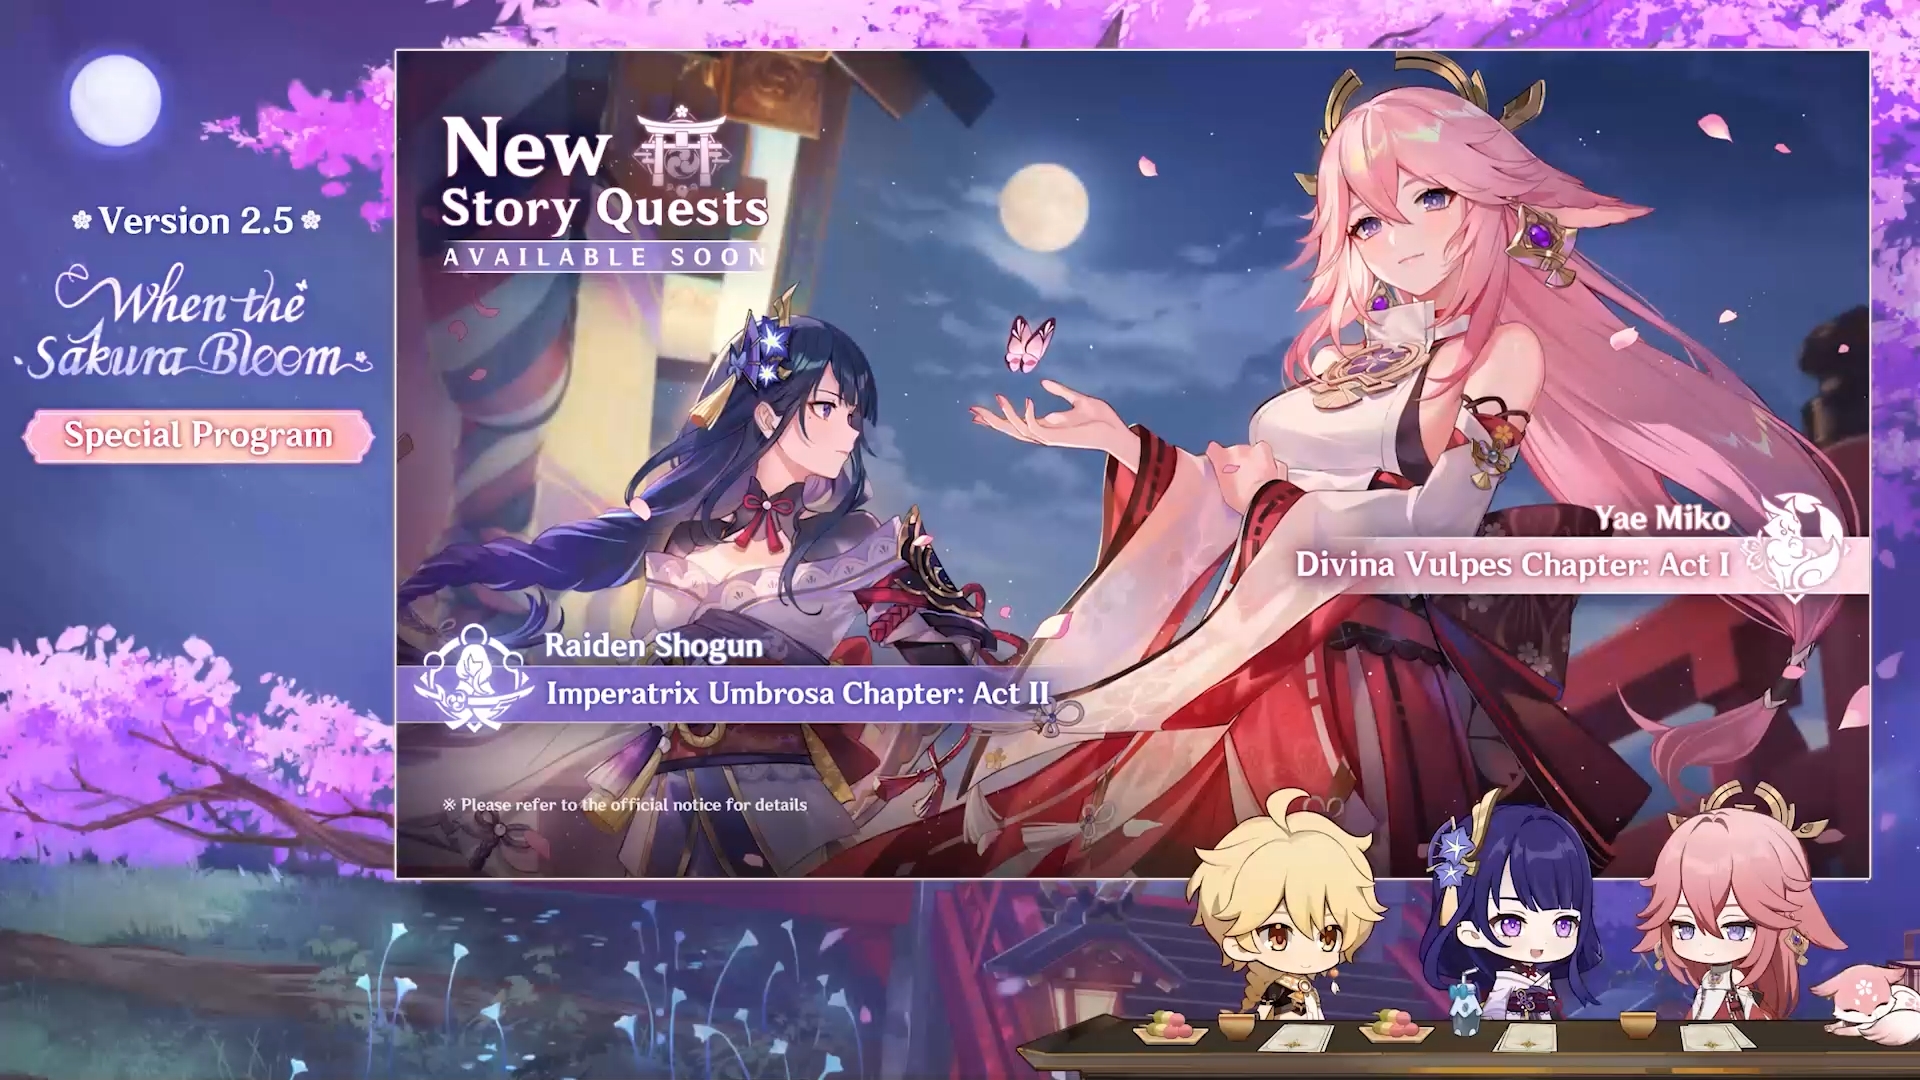 Version 2.5
When the
Sakura Bloom
Special Program
New
Story Quests
AVAILABLE SOON
Yae Miko
Divina Vulpes Chapter: Act I
Raiden Shogun
Imperatrix Umbrosa Chapter: Act II
※ Please refer to the official notice for details